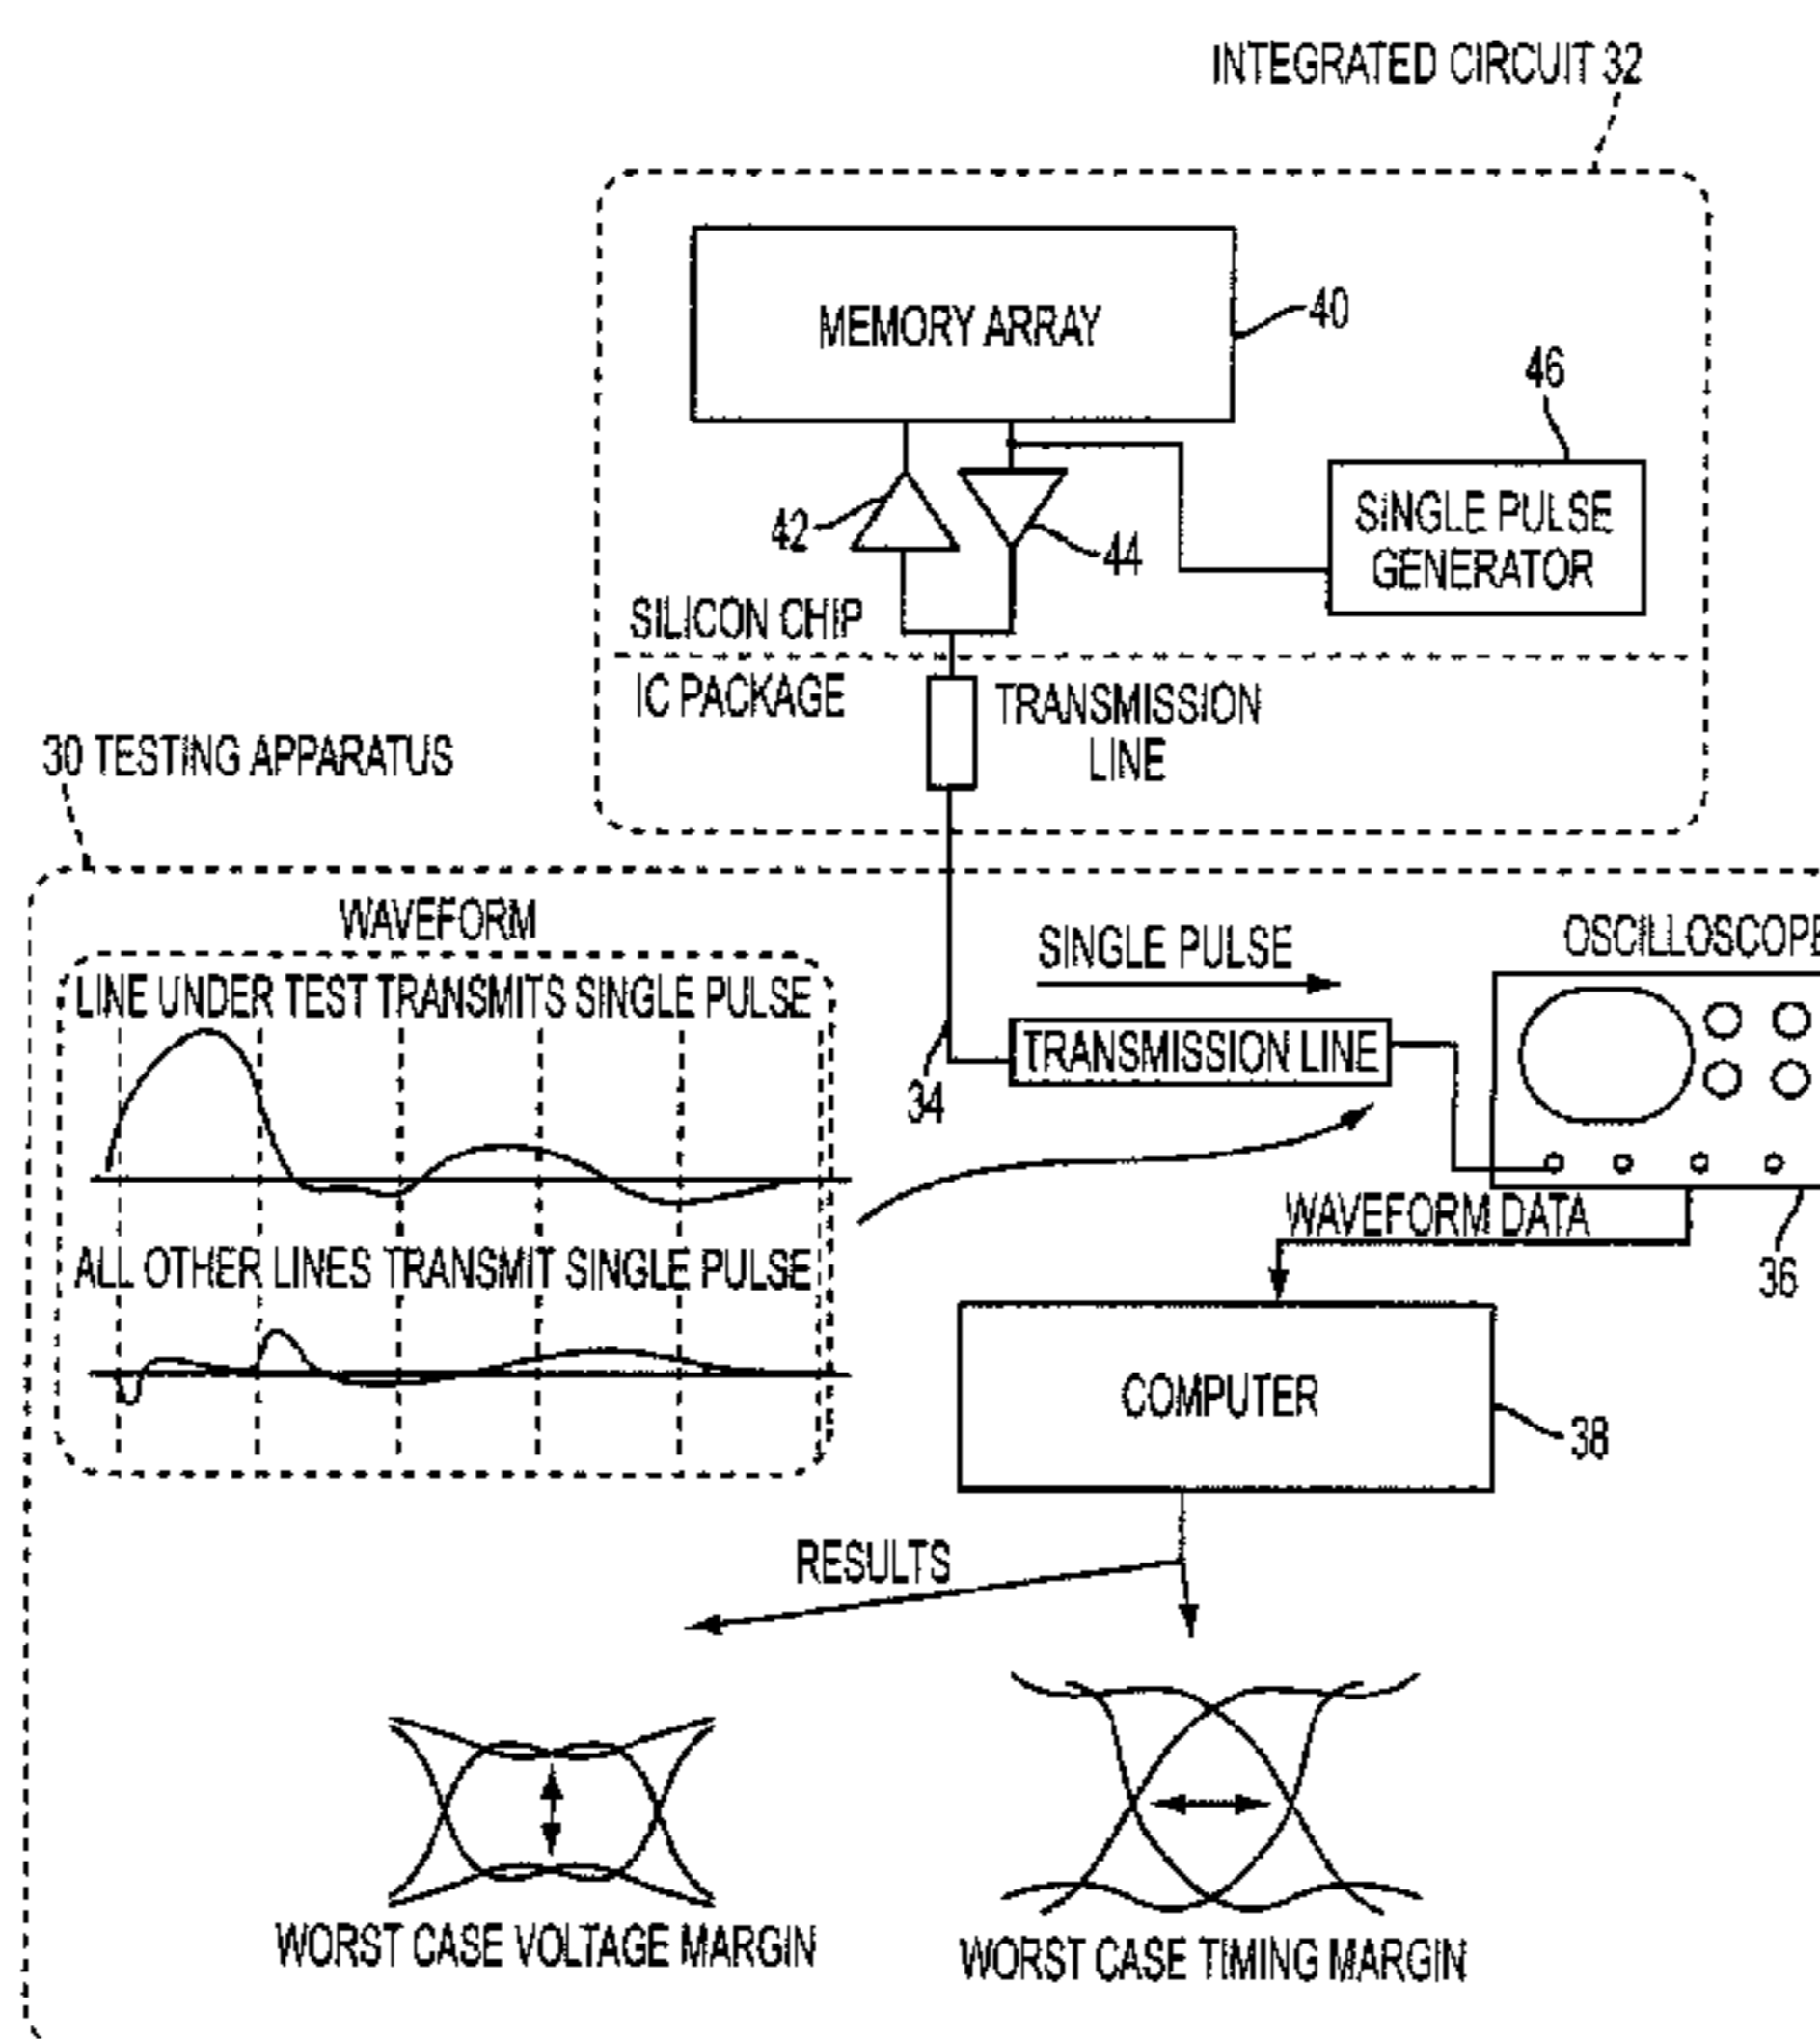 INTEGRATED CIRCUIT 32
MEMORY ARRAY
40
46
SINGLE PULSE
GENERATOR
42
44
SILICON CHIP
IC PACKAGE
TRANSMISSION
LINE
30 TESTING APPARATUS
WAVEFORM
LINE UNDER TEST TRANSMITS SINGLE PULSE
ALL OTHER LINES TRANSMIT SINGLE PULSE
SINGLE PULSE
OSCILLOSCOPE
TRANSMISSION LINE
34
WAVEFORM DATA
36
COMPUTER
38
RESULTS
WORST CASE VOLTAGE MARGIN
WORST CASE TIMING MARGIN